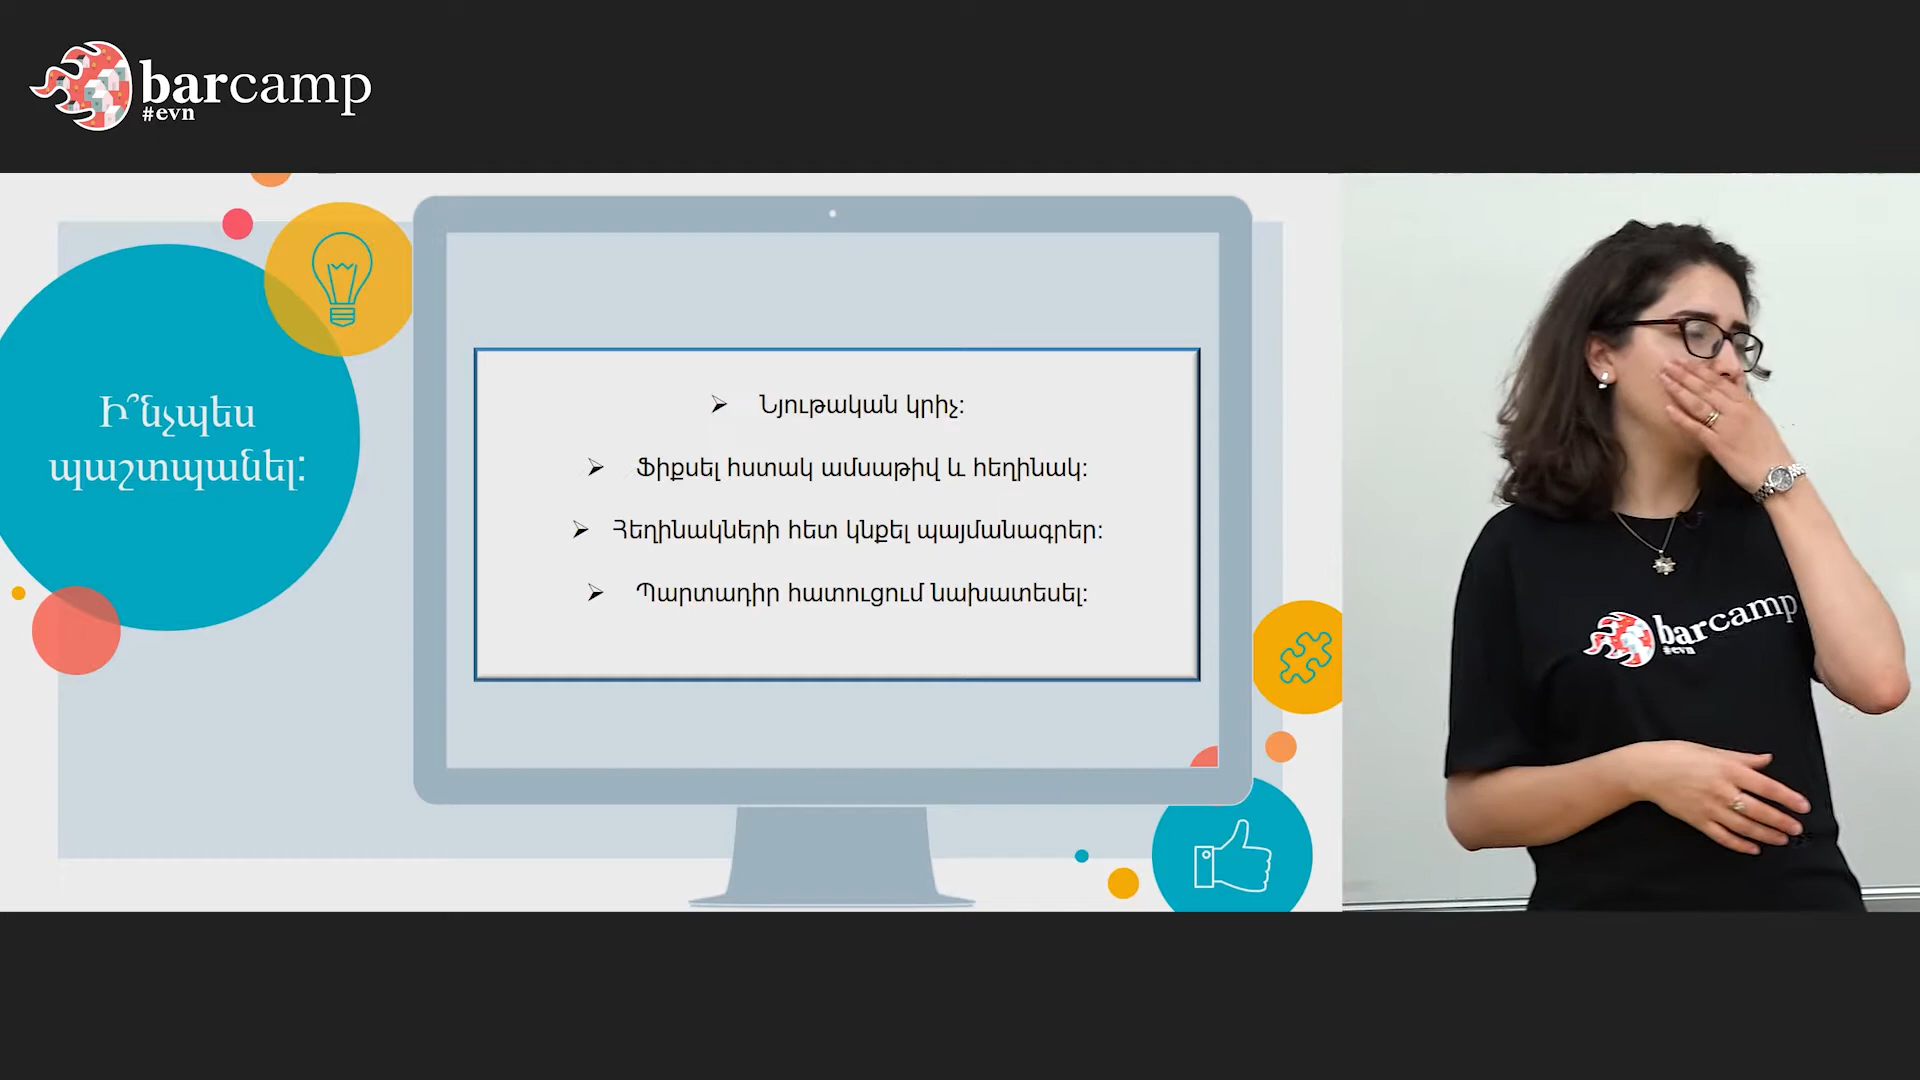 barcamp
#evn
Ի՞նչպես
պաշտպանել:
Նյութական կրիչ:
Ֆիքսել հստակ ամսաթիվ և հեղինակ:
Հեղինակների հետ կնքել պայմանագրեր:
Պարտադիր հատուցում նախատեսել:
barcamp
#evn